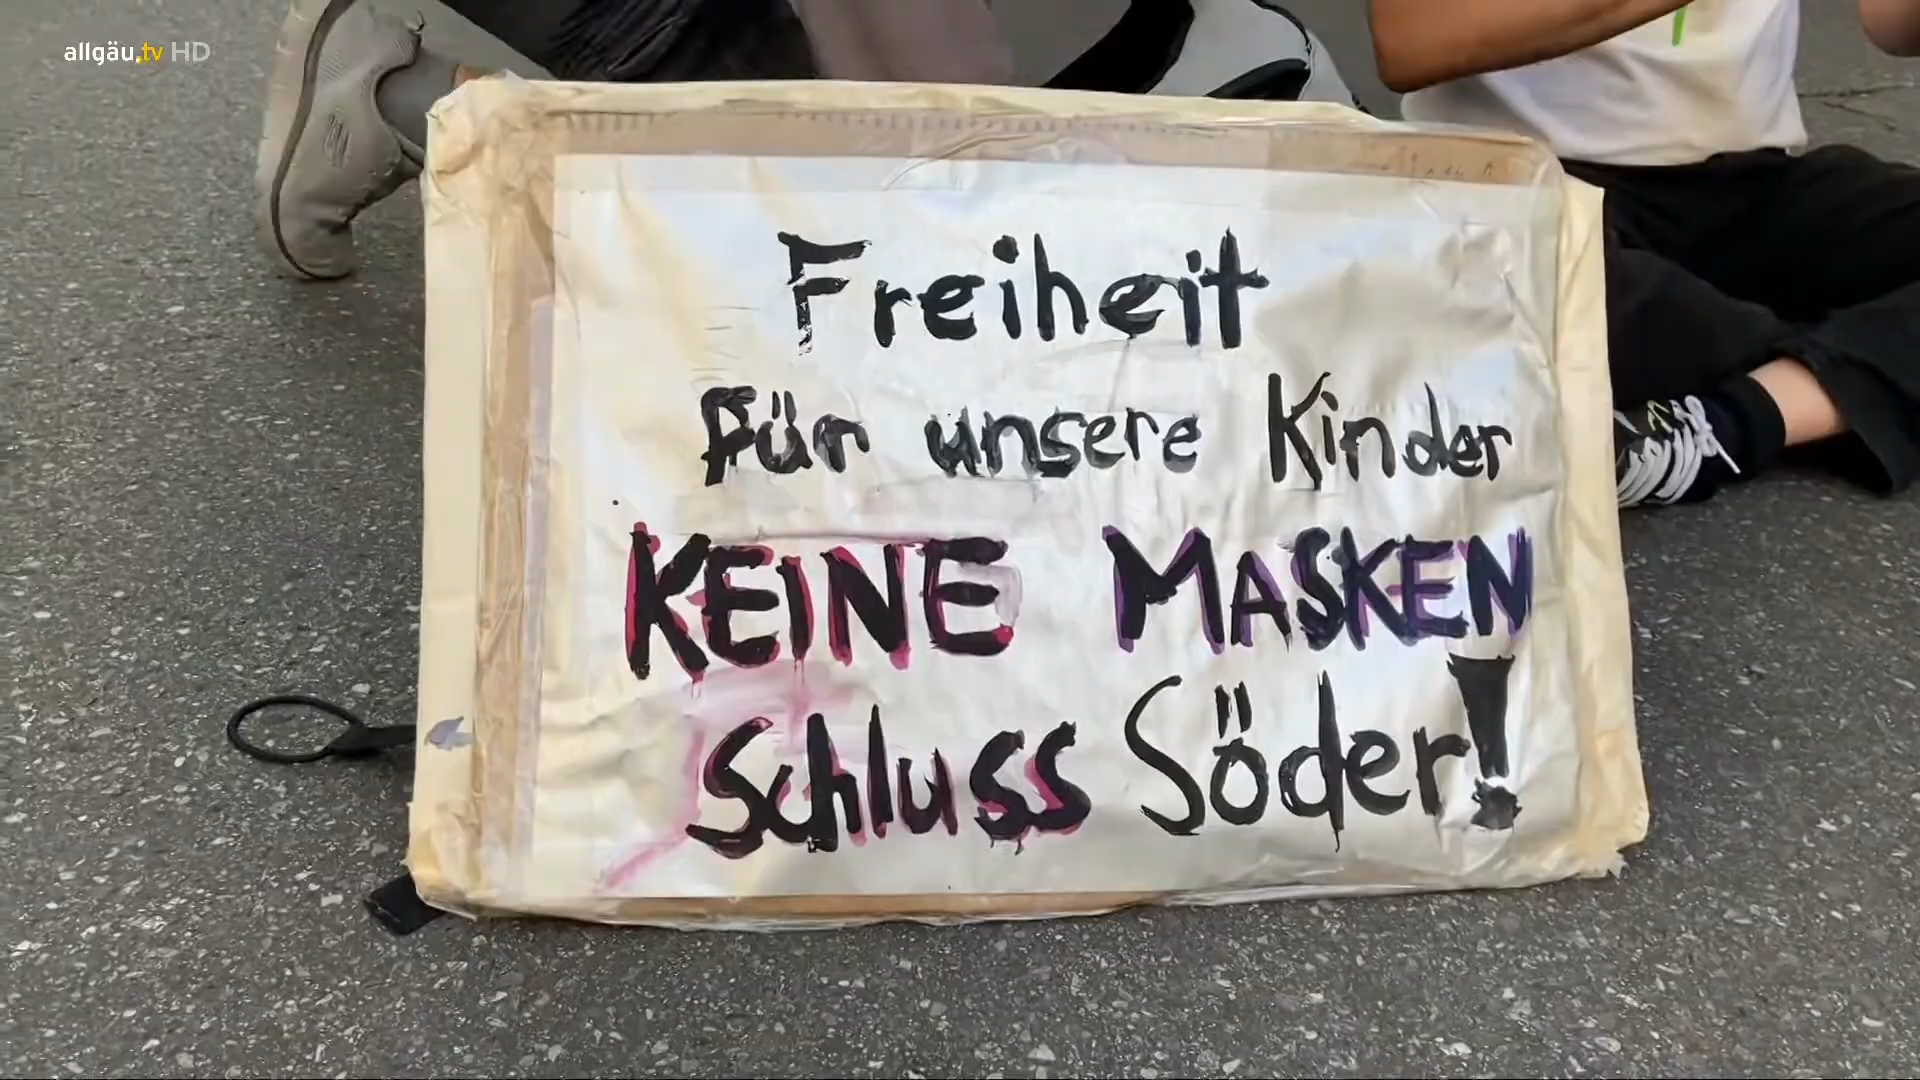 allgäu.tv HD
Freiheit
für unsere Kinder
KEINE MASKEN
Schluss Söder!